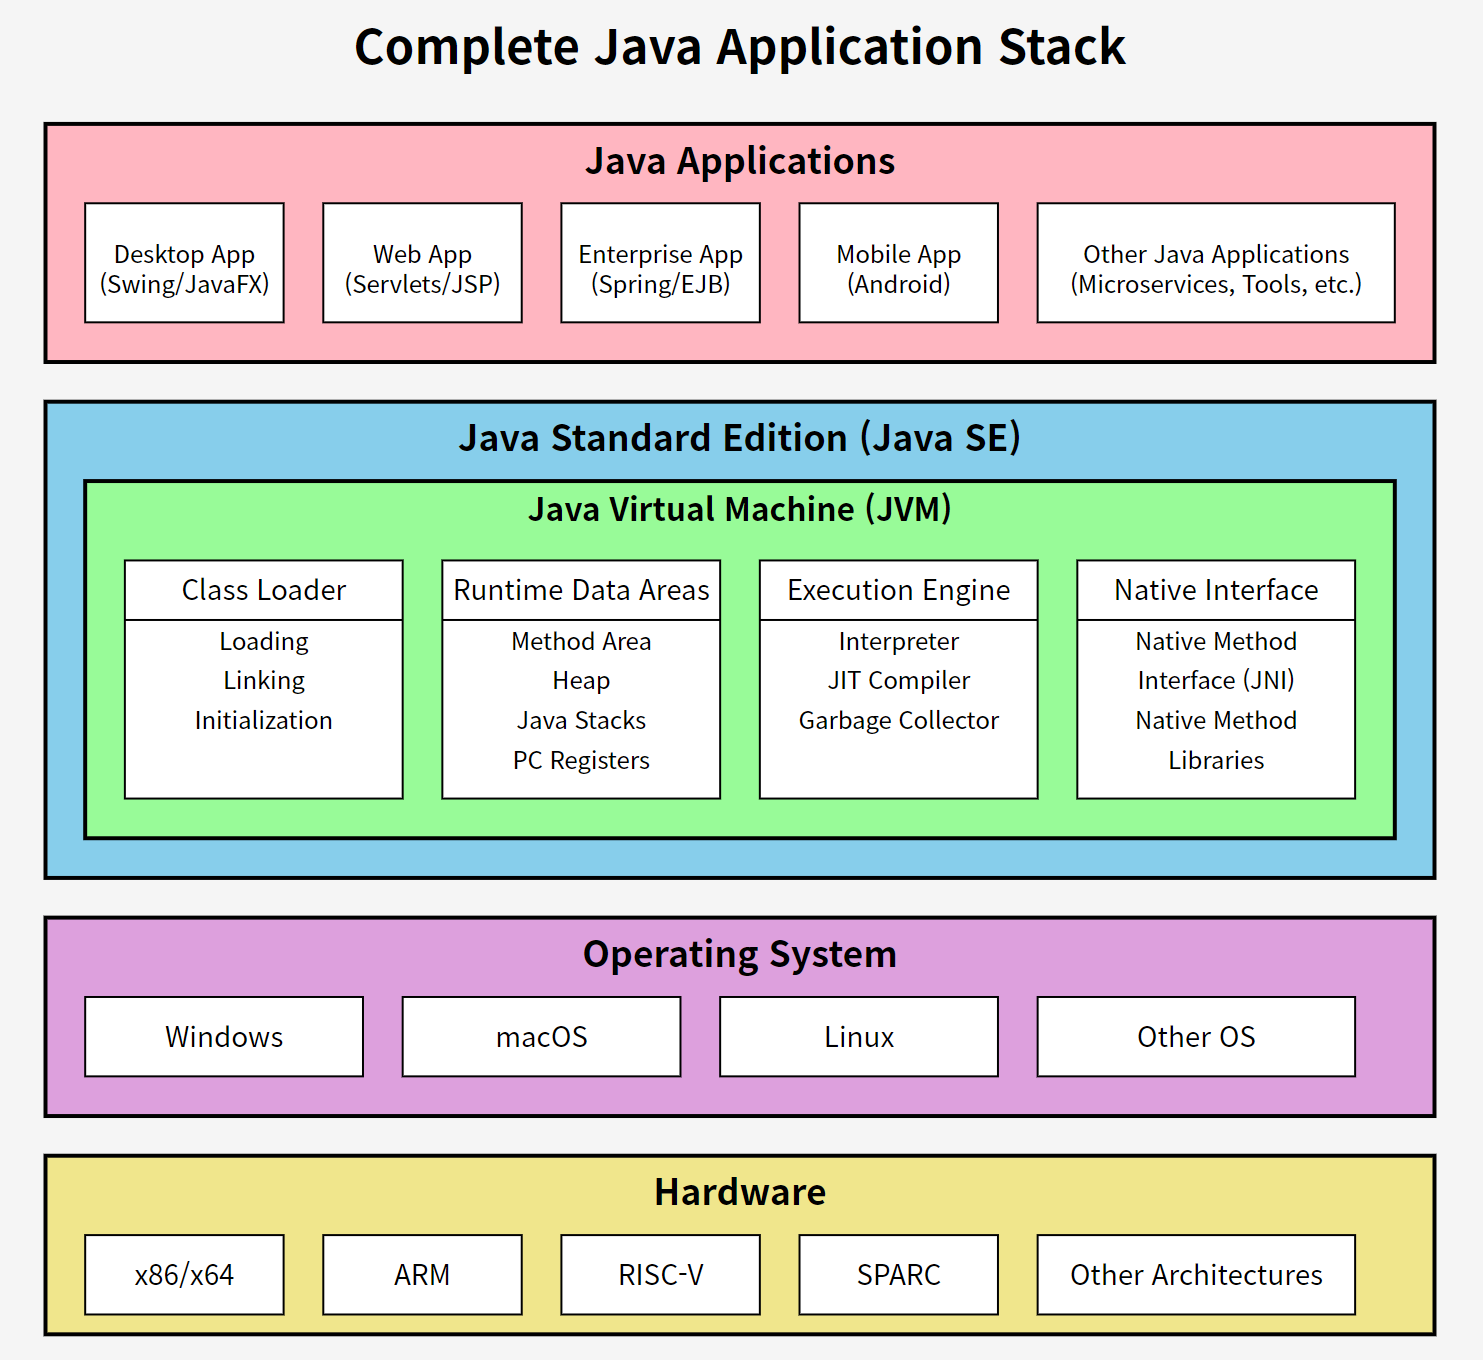 Complete Java Application Stack
Java Applications
Desktop App
(Swing/JavaFX)
Web App
(Servlets/JSP)
Enterprise App
(Spring/EJB)
Mobile App
(Android)
Other Java Applications
(Microservices, Tools, etc.)
Java Standard Edition (Java SE)
Java Virtual Machine (JVM)
Class Loader
Loading
Linking
Initialization
Runtime Data Areas
Method Area
Heap
Java Stacks
PC Registers
Execution Engine
Interpreter
JIT Compiler
Garbage Collector
Native Interface
Native Method
Interface (JNI)
Native Method
Libraries
Operating System
Windows
macOS
Linux
Other OS
Hardware
x86/x64
ARM
RISC-V
SPARC
Other Architectures